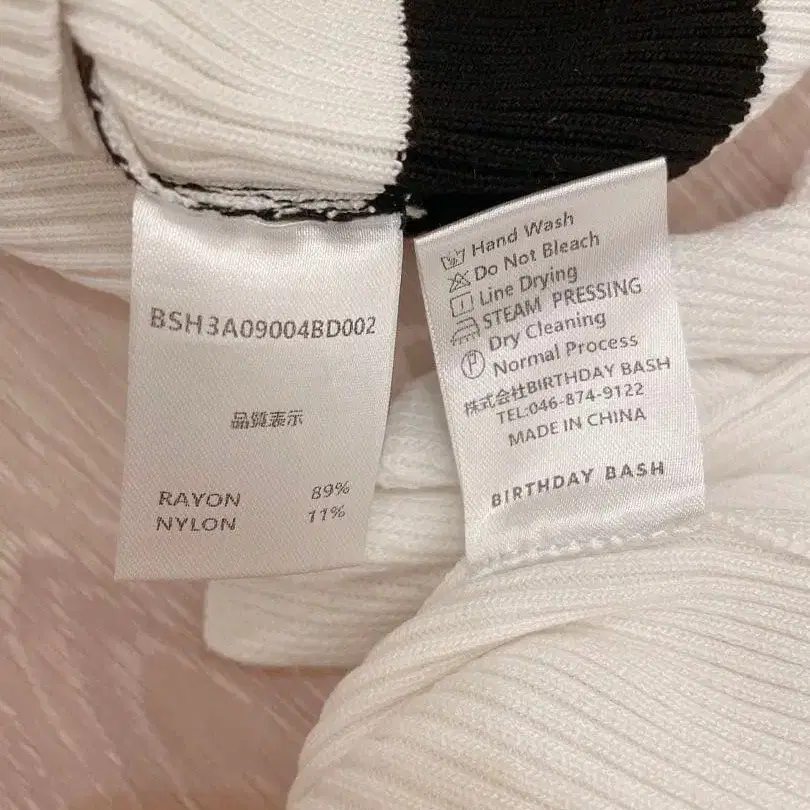 BSH3A09004BD002
品質表示
RAYON 89%
NYLON 11%
Hand Wash
Do Not Bleach
Line Drying
STEAM PRESSING
Dry Cleaning
Normal Process
株式会社BIRTHDAY BASH
TEL:046-874-9122
MADE IN CHINA
BIRTHDAY BASH